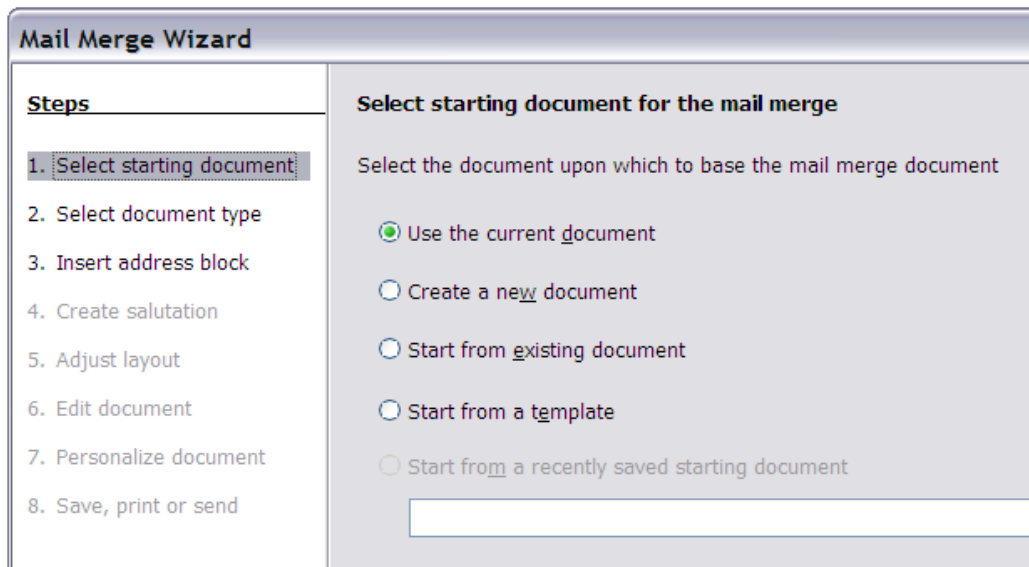 Mail Merge Wizard
Steps
1. Select starting document
2. Select document type
3. Insert address block
4. Create salutation
5. Adjust layout
6. Edit document
7. Personalize document
8. Save, print or send
Select starting document for the mail merge
Select the document upon which to base the mail merge document
Use the current document
Create a new document
Start from existing document
Start from a template
Start from a recently saved starting document